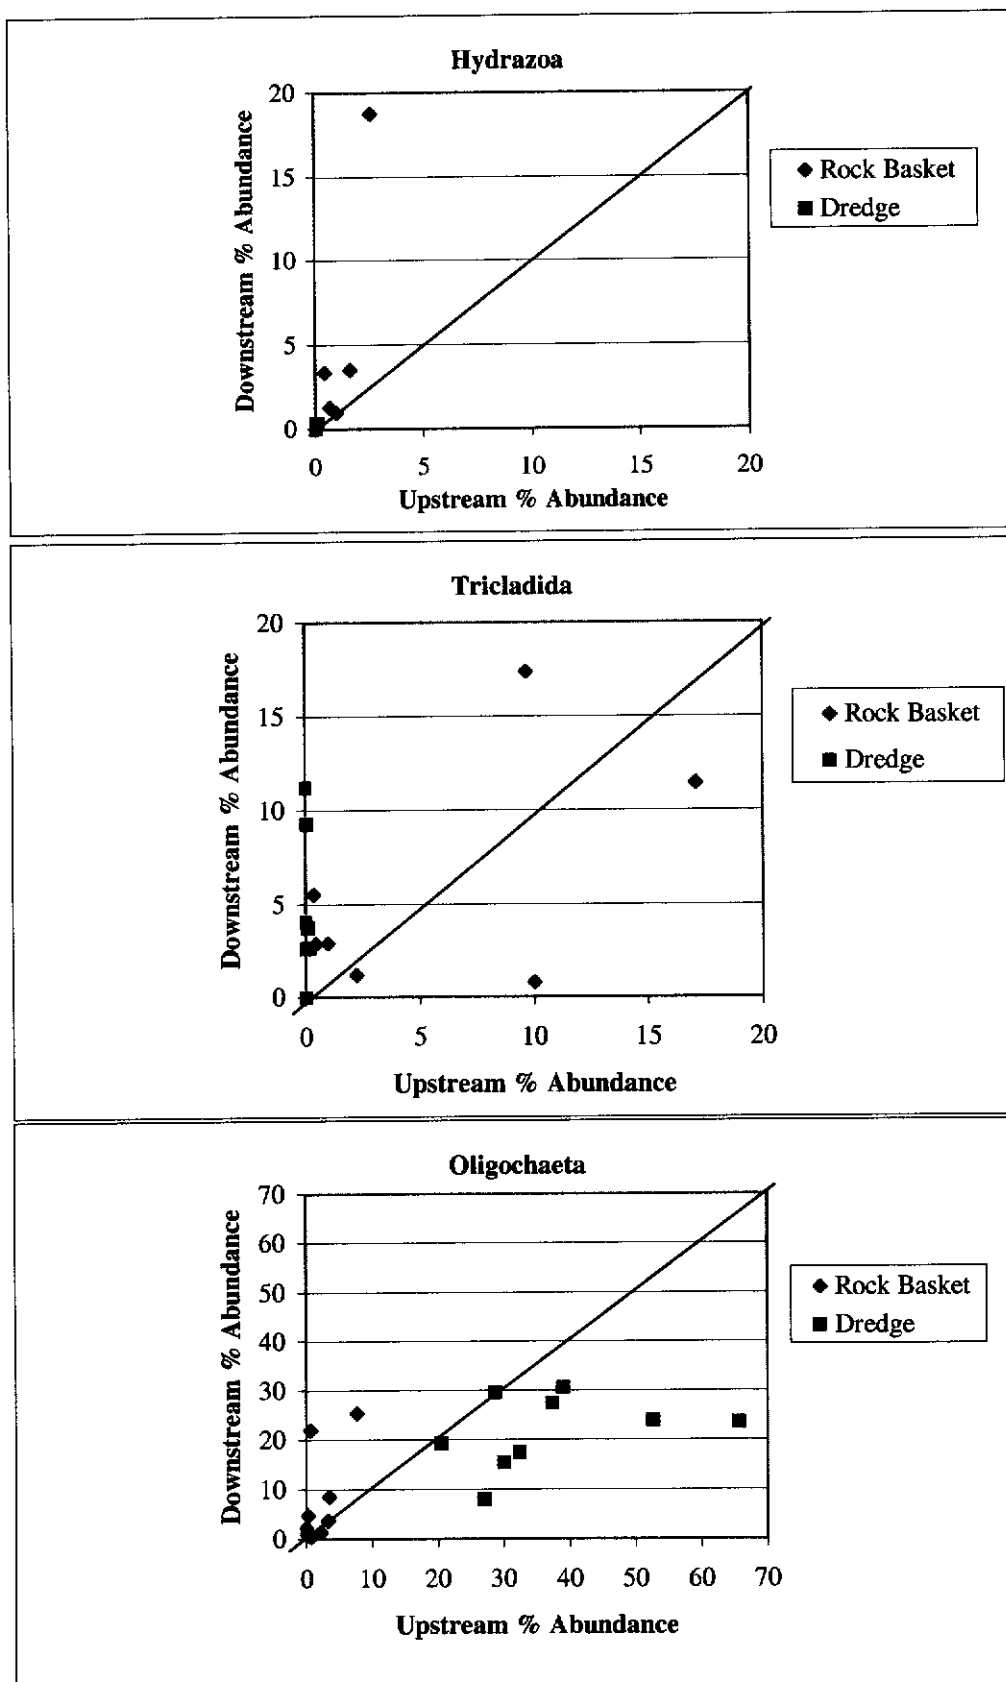 Hydrazoa
20
15
10
5
0
0 5 10 15 20
Downstream % Abundance
Upstream % Abundance
Rock Basket
Dredge
Tricladida
20
15
10
5
0
0 5 10 15 20
Downstream % Abundance
Upstream % Abundance
Rock Basket
Dredge
Oligochaeta
70
60
50
40
30
20
10
0
0 10 20 30 40 50 60 70
Downstream % Abundance
Upstream % Abundance
Rock Basket
Dredge